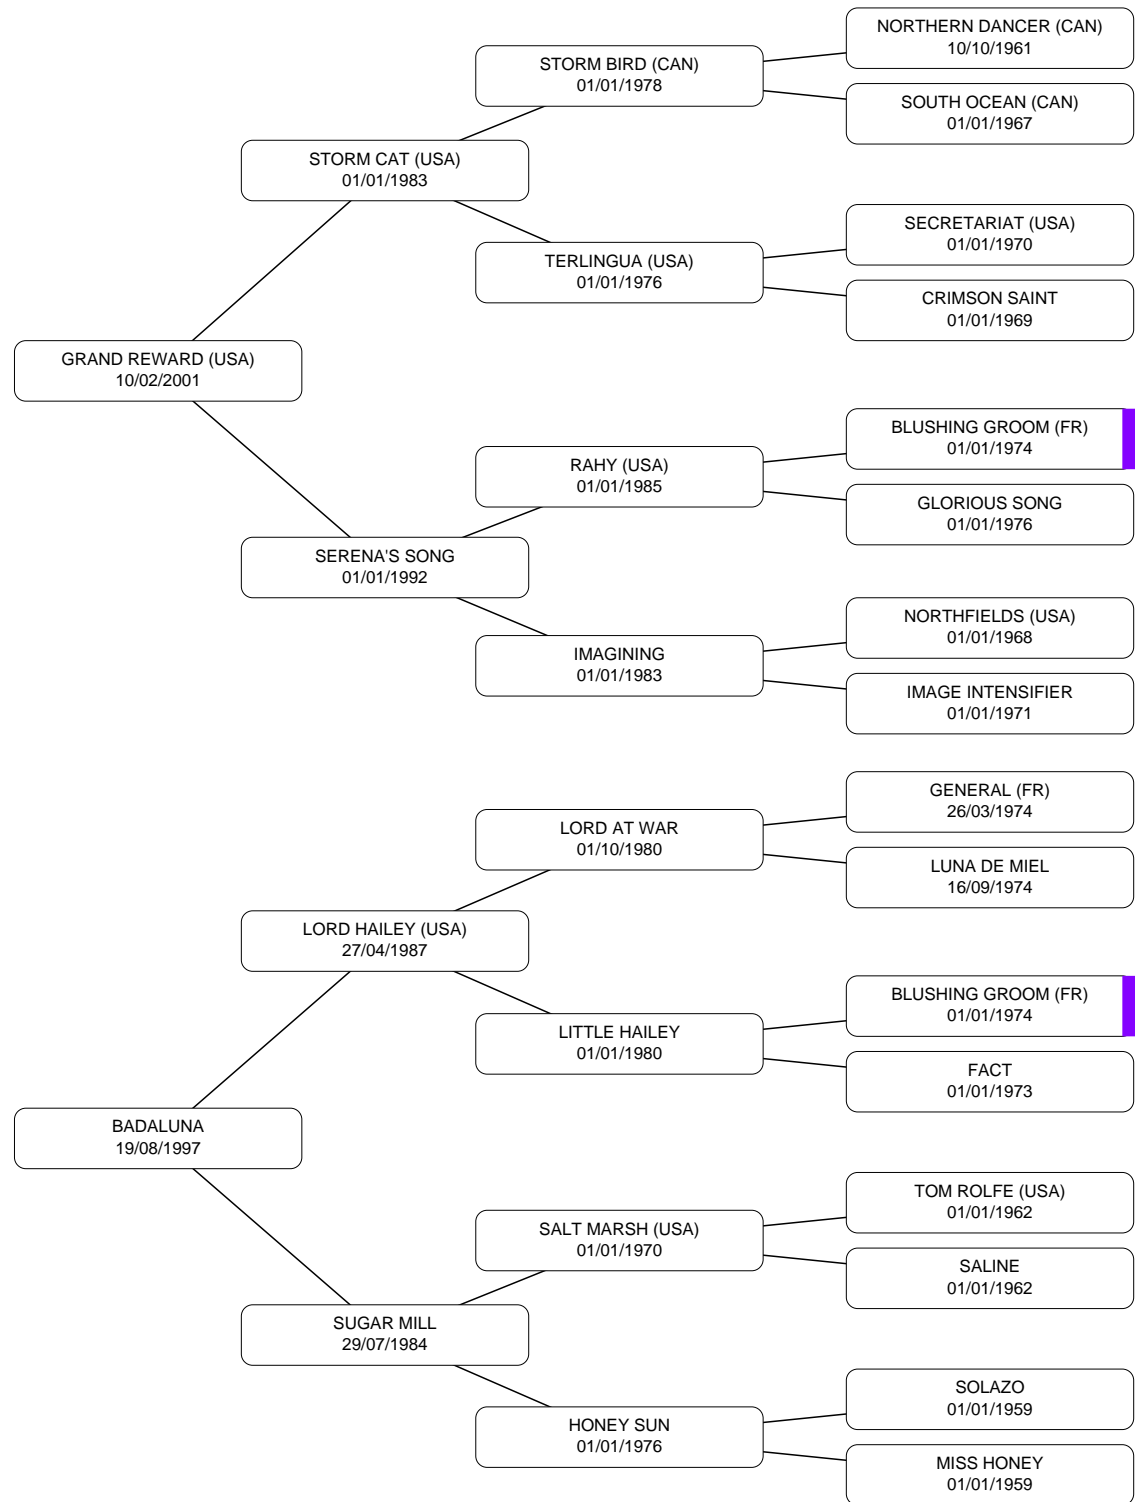 NORTHERN DANCER (CAN)
10/10/1961
STORM BIRD (CAN)
01/01/1978
SOUTH OCEAN (CAN)
01/01/1967
STORM CAT (USA)
01/01/1983
SECRETARIAT (USA)
01/01/1970
TERLINGUA (USA)
01/01/1976
CRIMSON SAINT
01/01/1969
GRAND REWARD (USA)
10/02/2001
BLUSHING GROOM (FR)
01/01/1974
RAHY (USA)
01/01/1985
GLORIOUS SONG
01/01/1976
SERENA'S SONG
01/01/1992
NORTHFIELDS (USA)
01/01/1968
IMAGINING
01/01/1983
IMAGE INTENSIFIER
01/01/1971
GENERAL (FR)
26/03/1974
LORD AT WAR
01/10/1980
LUNA DE MIEL
16/09/1974
LORD HAILEY (USA)
27/04/1987
BLUSHING GROOM (FR)
01/01/1974
LITTLE HAILEY
01/01/1980
FACT
01/01/1973
BADALUNA
19/08/1997
TOM ROLFE (USA)
01/01/1962
SALT MARSH (USA)
01/01/1970
SALINE
01/01/1962
SUGAR MILL
29/07/1984
SOLAZO
01/01/1959
HONEY SUN
01/01/1976
MISS HONEY
01/01/1959